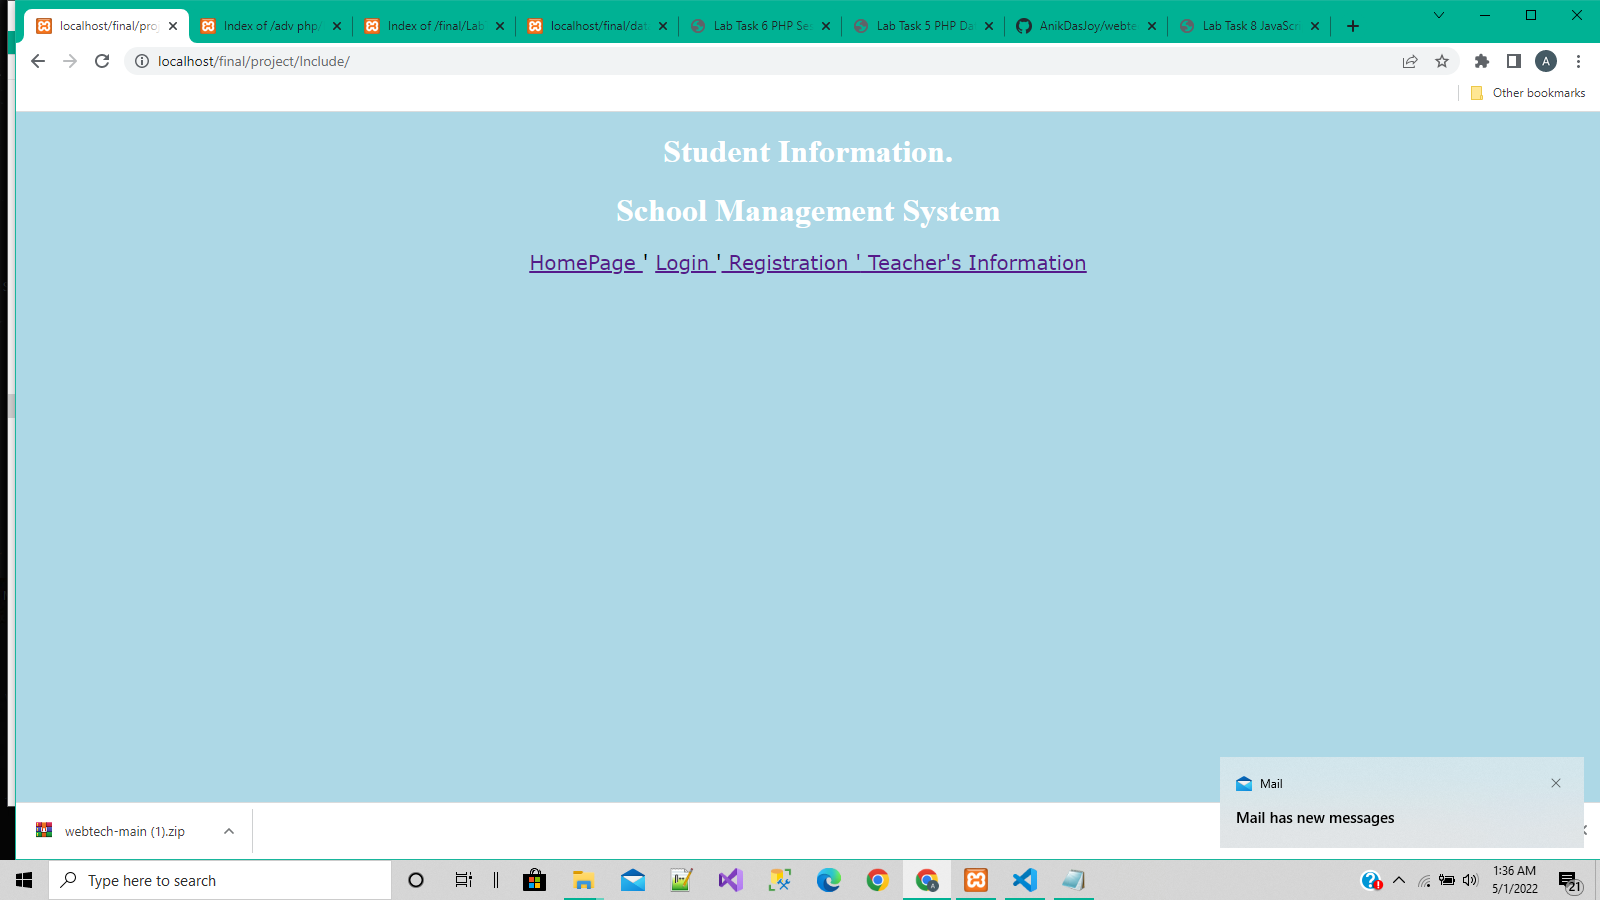 localhost/final/proj
Index of /adv php/
Index of /final/Lab
localhost/final/dat
Lab Task 6 PHP Ses
Lab Task 5 PHP Da
AnikDasJoy/webte
Lab Task 8 JavaScr
localhost/final/project/Include/
A
Other bookmarks
Student Information.
School Management System
HomePage ' Login ' Registration ' Teacher's Information
Mail
Mail has new messages
webtech-main (1).zip
Type here to search
1:36 AM
5/1/2022
21